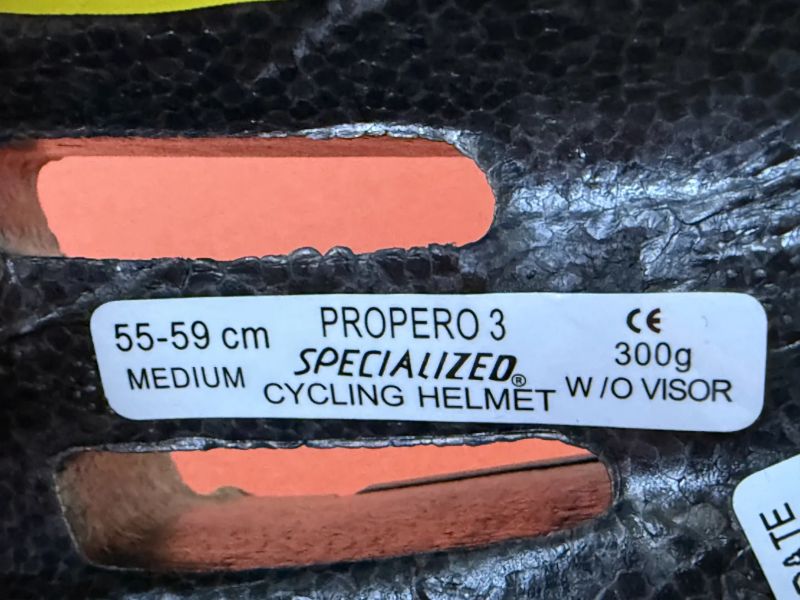 55-59 cm
MEDIUM
PROPERO 3
SPECIALIZED®
CYCLING HELMET
CE
300g
W/O VISOR